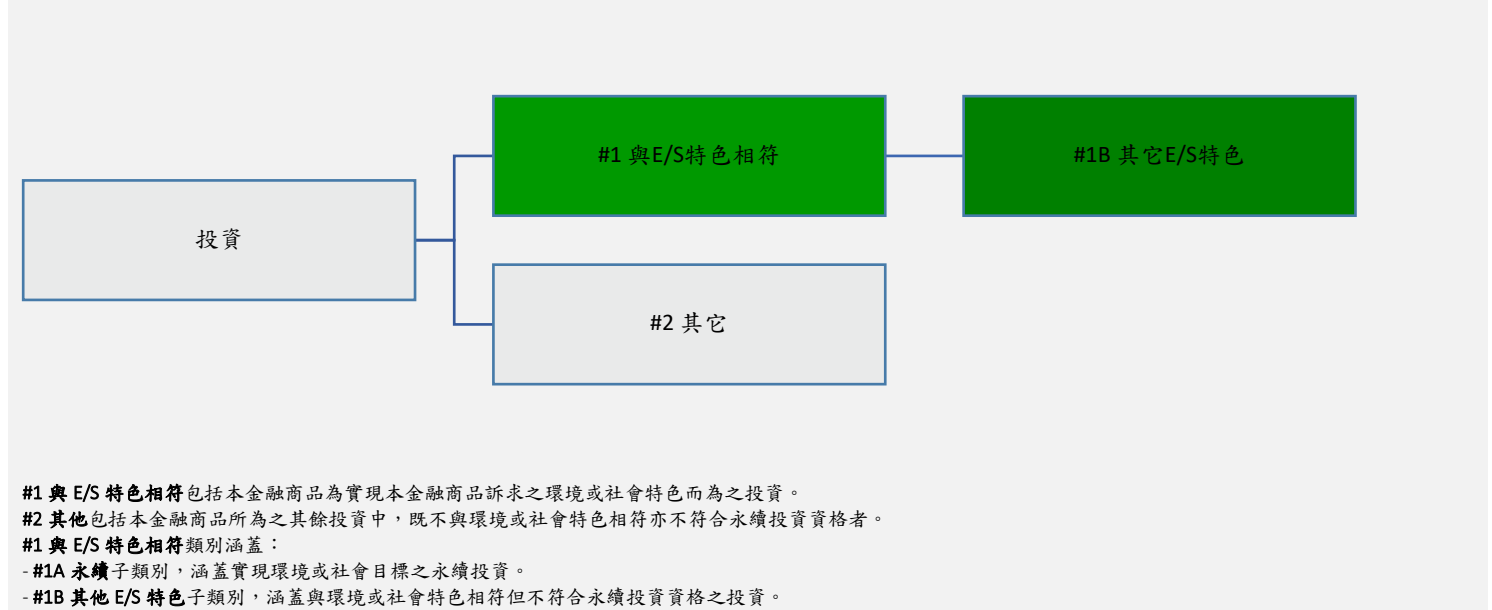 #1 與E/S特色相符
#1B 其它E/S特色
投資
#2 其它
#1 與 E/S 特色相符包括本金融商品為實現本金融商品訴求之環境或社會特色而為之投資。
#2 其他包括本金融商品所為之其餘投資中，既不與環境或社會特色相符亦不符合永續投資資格者。
#1 與 E/S 特色相符類別涵蓋：
- #1A 永續子類別，涵蓋實現環境或社會目標之永續投資。
- #1B 其他 E/S 特色子類別，涵蓋與環境或社會特色相符但不符合永續投資資格之投資。